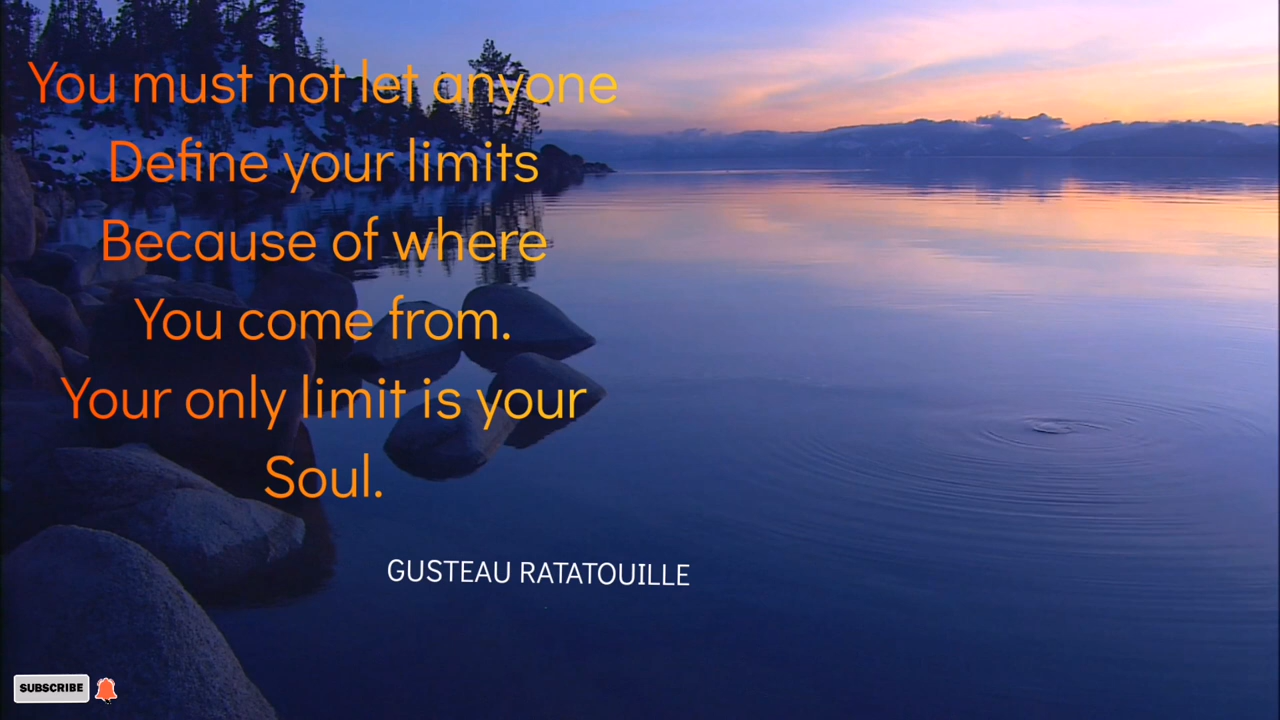 You must not let anyone
Define your limits
Because of where
You come from.
Your only limit is your
Soul.
GUSTEAU RATATOUILLE
SUBSCRIBE